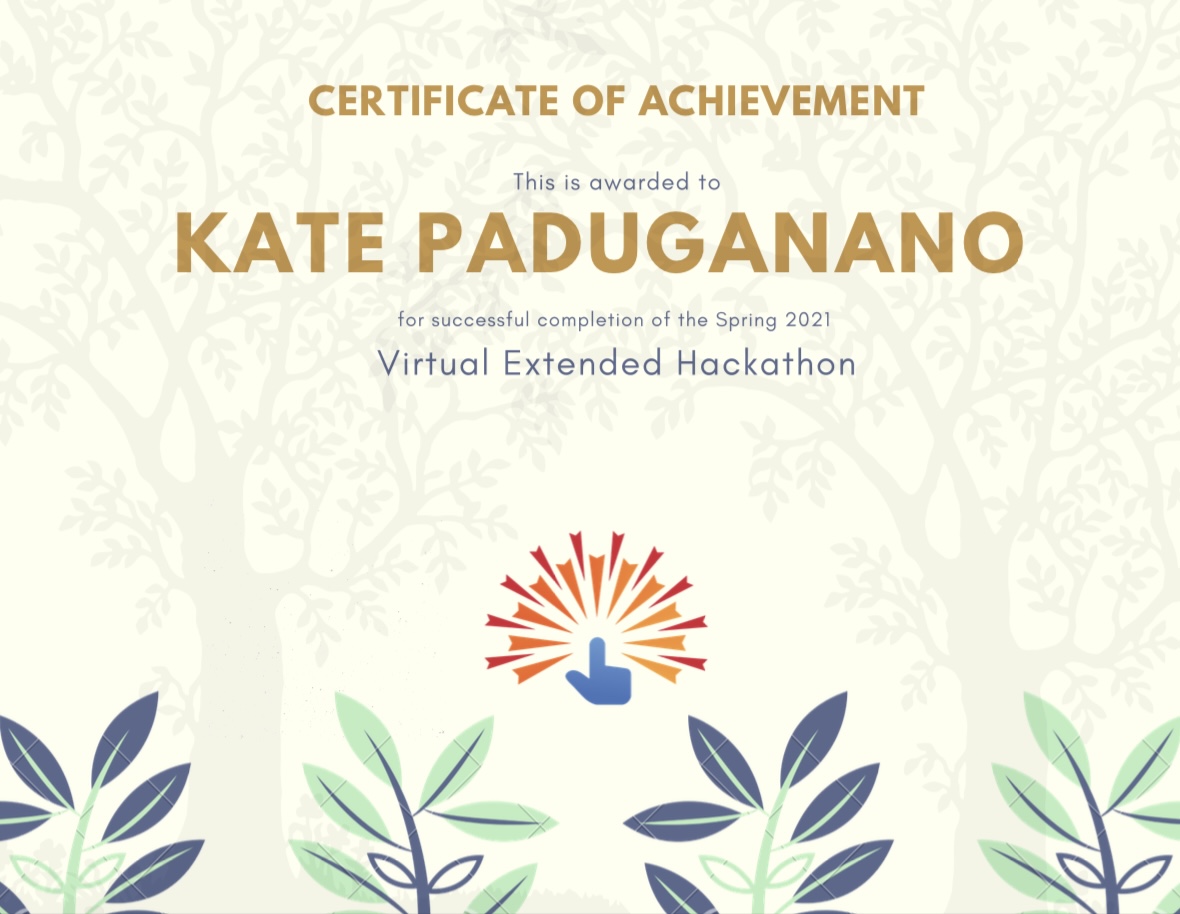 CERTIFICATE OF ACHIEVEMENT
This is awarded to
KATE PADUGANANO
for successful completion of the Spring 2021
Virtual Extended Hackathon